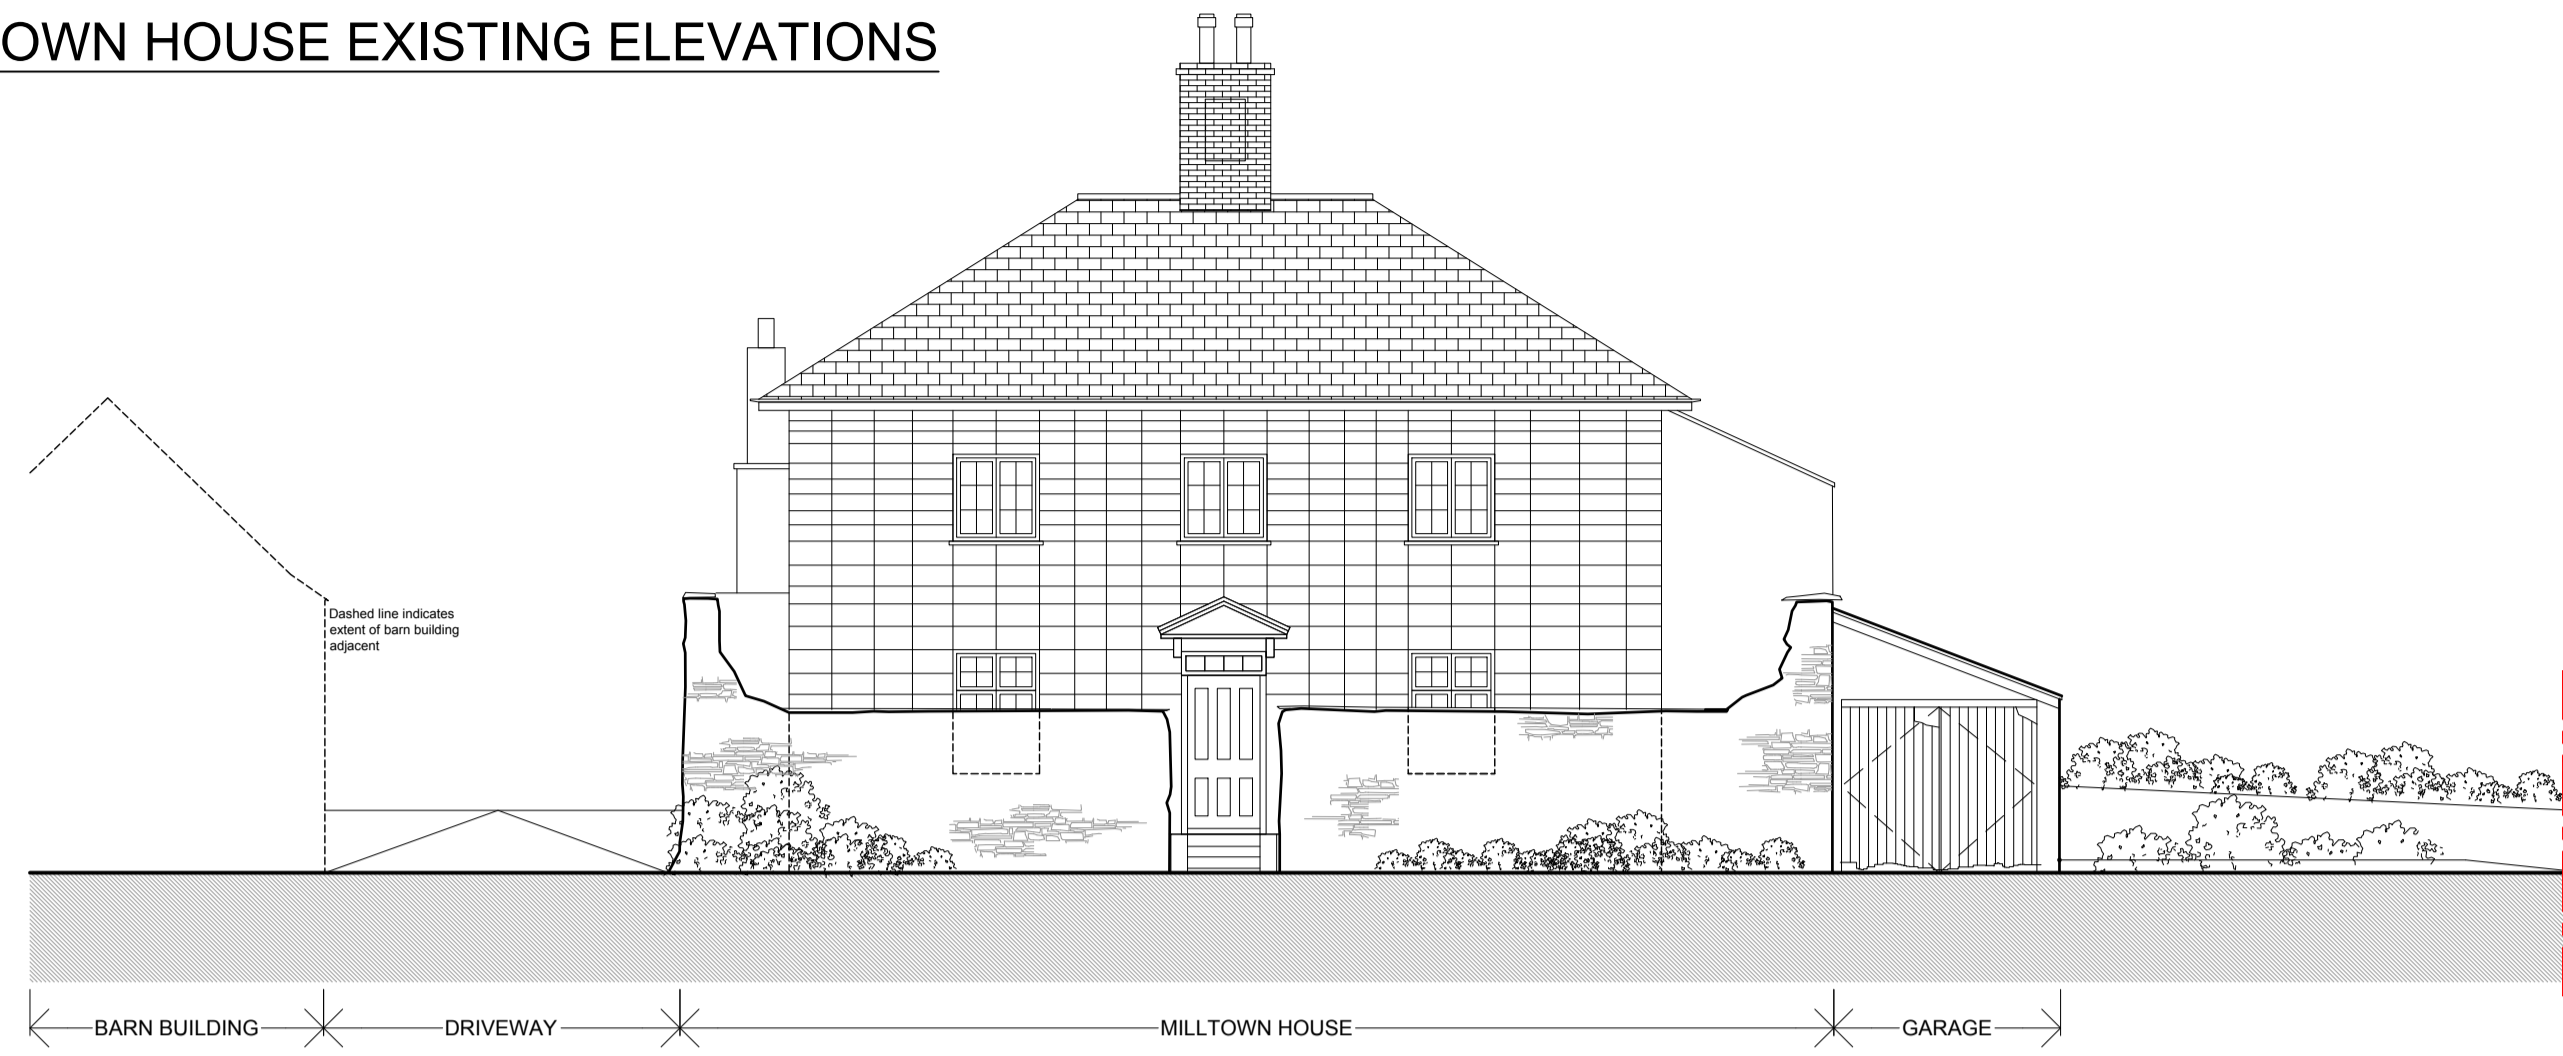 OWN HOUSE EXISTING ELEVATIONS
Dashed line indicates
extent of barn building
adjacent
BARN BUILDING
DRIVEWAY
MILLTOWN HOUSE
GARAGE